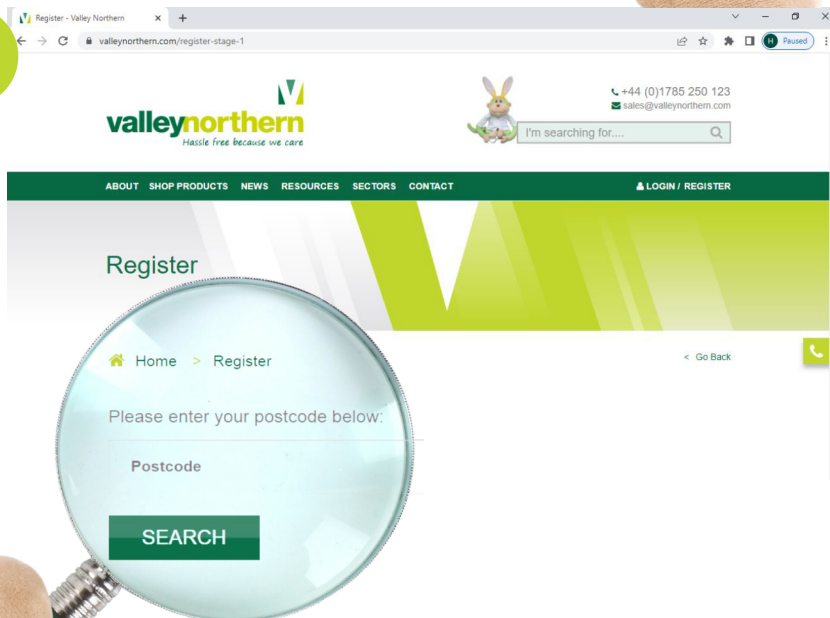 Register - Valley Northern
valleynorthern.com/register-stage-1
H Paused
valleynorthern
Hassle free because we care
+44 (0)1785 250 123
sales@valleynorthern.com
I'm searching for....
ABOUT SHOP PRODUCTS NEWS RESOURCES SECTORS CONTACT LOGIN / REGISTER
Register
Home > Register
< Go Back
Please enter your postcode below:
Postcode
SEARCH